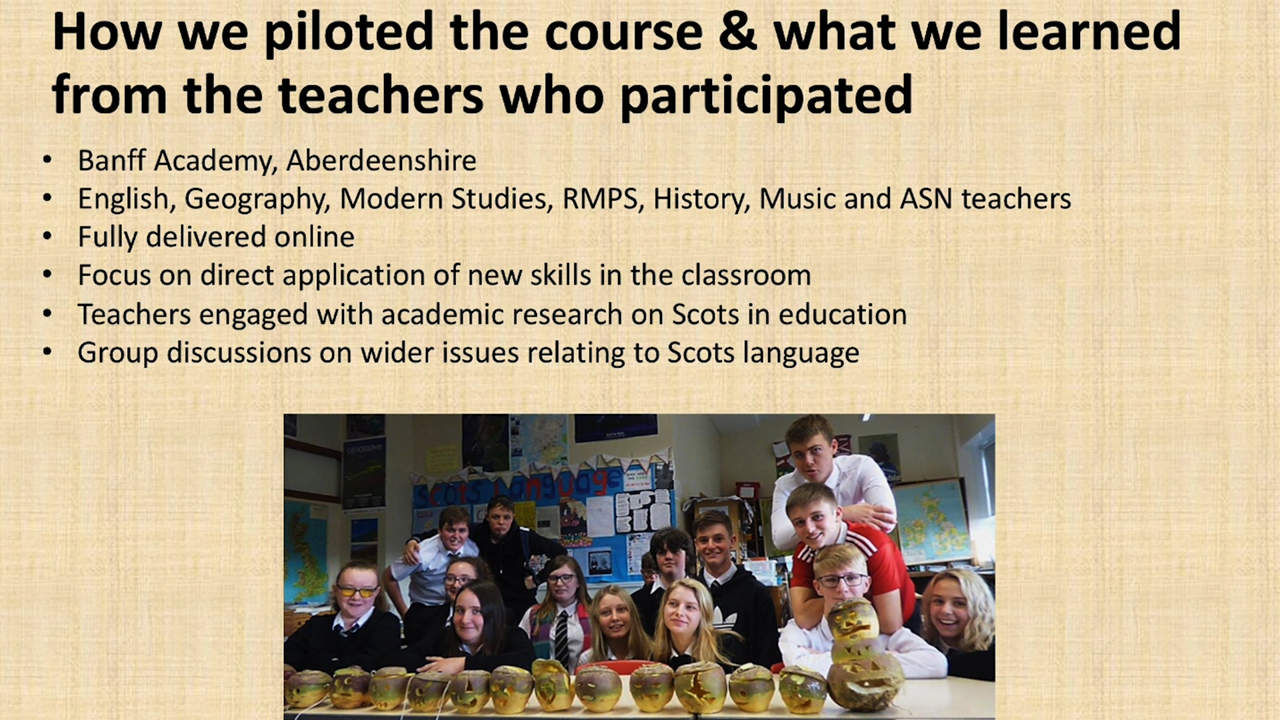 How we piloted the course & what we learned
from the teachers who participated
• Banff Academy, Aberdeenshire
• English, Geography, Modern Studies, RMPS, History, Music and ASN teachers
• Fully delivered online
• Focus on direct application of new skills in the classroom
• Teachers engaged with academic research on Scots in education
• Group discussions on wider issues relating to Scots language
GEOGRAPHY
Scots Language